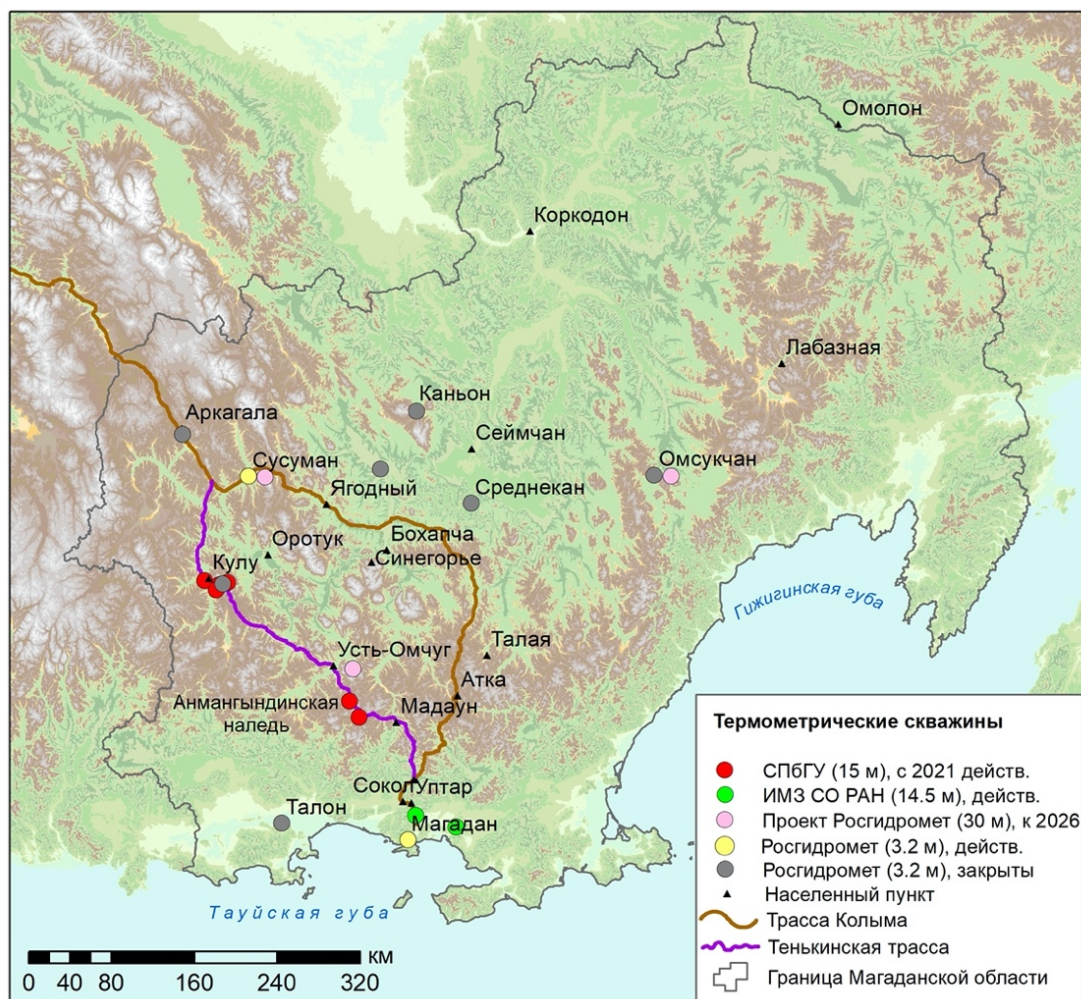 Омолон
Коркодон
Лабазная
Каньон
Аркагала
Сеймчан
Сусуман
Омсукчан
Ягодный
Среднекан
Оротук
Бохапча
Синегорье
Кулу
Гижигинская губа
Усть-Омчуг
Талая
Атка
Анмангындинская
наледь
Мадаун
Сокол
Уптар
Талон
Магадан
Тауйская губа
Термометрические скважины
СПбГУ (15 м), с 2021 действ.
ИМЗ СО РАН (14.5 м), действ.
Проект Росгидромет (30 м), к 2026
Росгидромет (3.2 м), действ.
Росгидромет (3.2 м), закрыты
Населенный пункт
Трасса Колыма
Тенькинская трасса
Граница Магаданской области
км
0 40 80 160 240 320